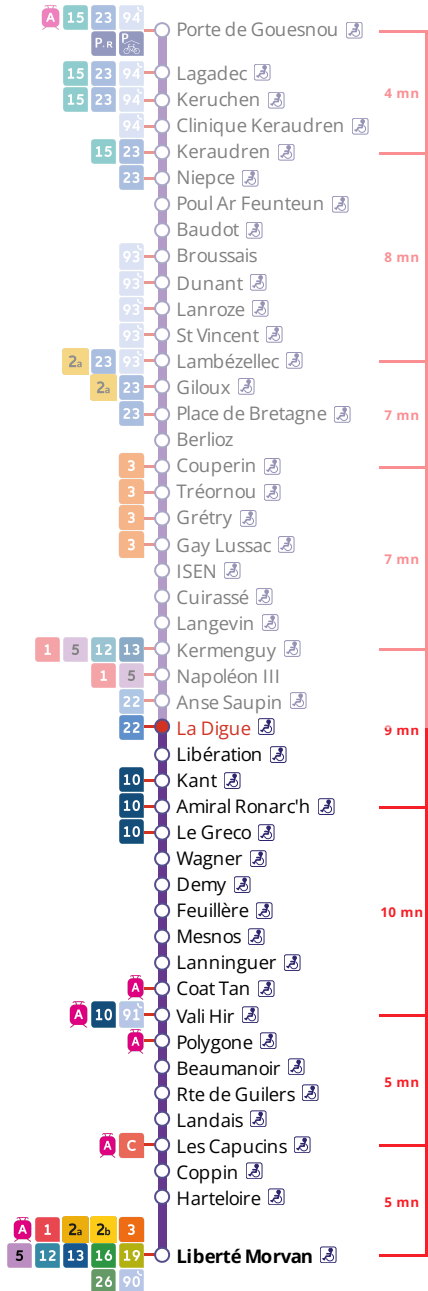 A 15 23 94
P+R P
Porte de Gouesnou
15 23 94 Lagadec
15 23 94 Keruchen
4 mn
94 Clinique Keraudren
15 23 Keraudren
23 Niepce
Poul Ar Feunteun
Baudot
93 Broussais
8 mn
93 Dunant
93 Lanroze
93 St Vincent
2a 23 93 Lambézellec
2a 23 Giloux
23 Place de Bretagne
7 mn
Berlioz
3 Couperin
3 Tréornou
3 Grétry
3 Gay Lussac
7 mn
ISEN
Cuirassé
Langevin
1 5 12 13 Kermenguy
1 5 Napoléon III
22 Anse Saupin
22 La Digue
9 mn
Libération
10 Kant
10 Amiral Ronarc'h
10 Le Greco
Wagner
Demy
Feuillère
10 mn
Mesnos
Lanninguer
A Coat Tan
A 10 91 Vali Hir
A Polygone
Beaumanoir
5 mn
Rte de Guilers
Landais
A C Les Capucins
Coppin
Harteloire
5 mn
A 1 2a 2b 3
5 12 13 16 19 Liberté Morvan
26 90